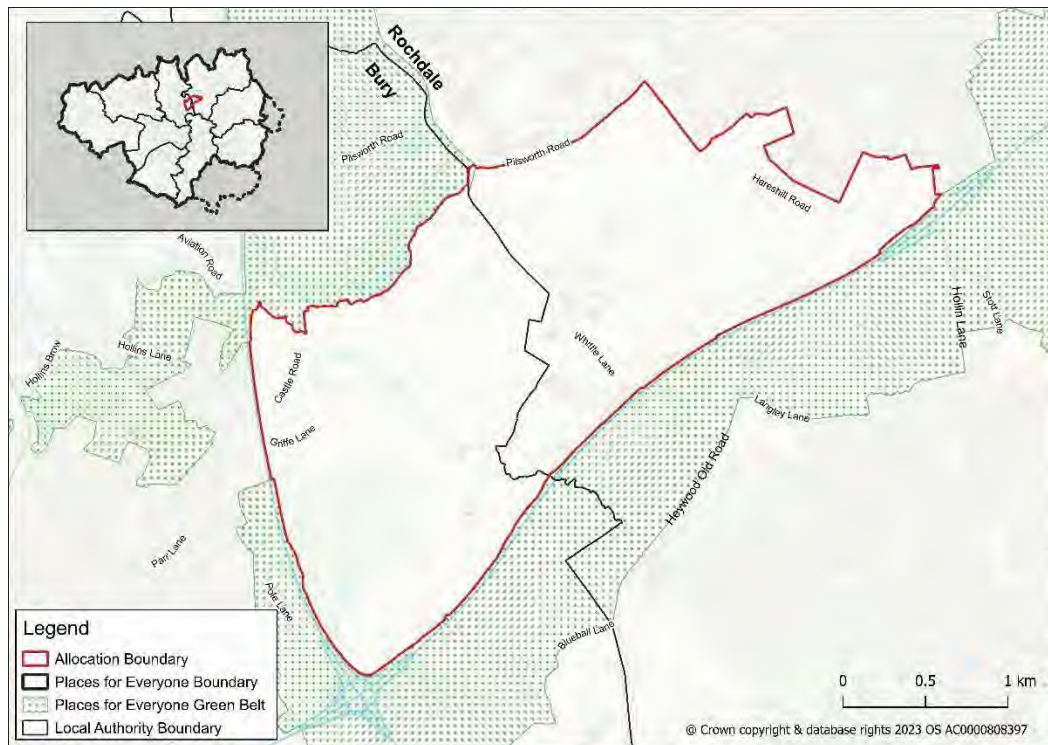 Rochdale
Bury
Pilsworth Road
Pilsworth Road
Hareshill Road
Aviation Road
Hollins Lane
Hollins Brow
Castle Road
Griffe Lane
Whittle Lane
Hollin Lane
Stott Lane
Langley Lane
Heywood Old Road
Parr Lane
Pole Lane
Blueball Lane
Legend
Allocation Boundary
Places for Everyone Boundary
Places for Everyone Green Belt
Local Authority Boundary
0 0.5 1 km
@ Crown copyright & database rights 2023 OS AC0000808397